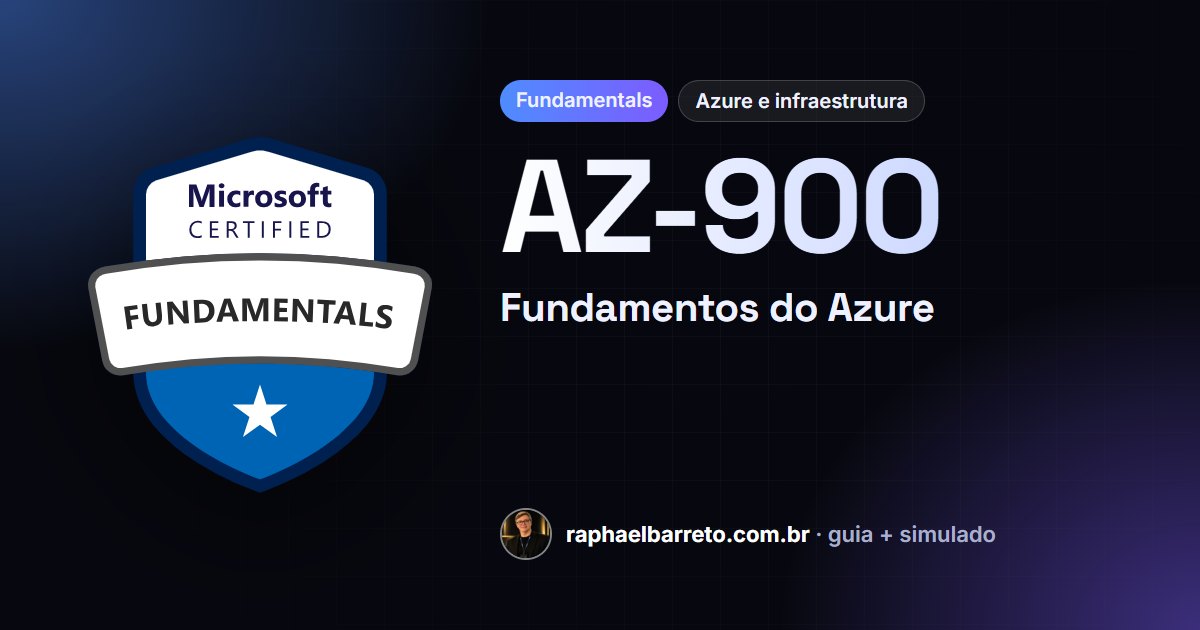 Microsoft
CERTIFIED
FUNDAMENTALS
Fundamentals
Azure e infraestrutura
AZ-900
Fundamentos do Azure
raphaelbarreto.com.br · guia + simulado